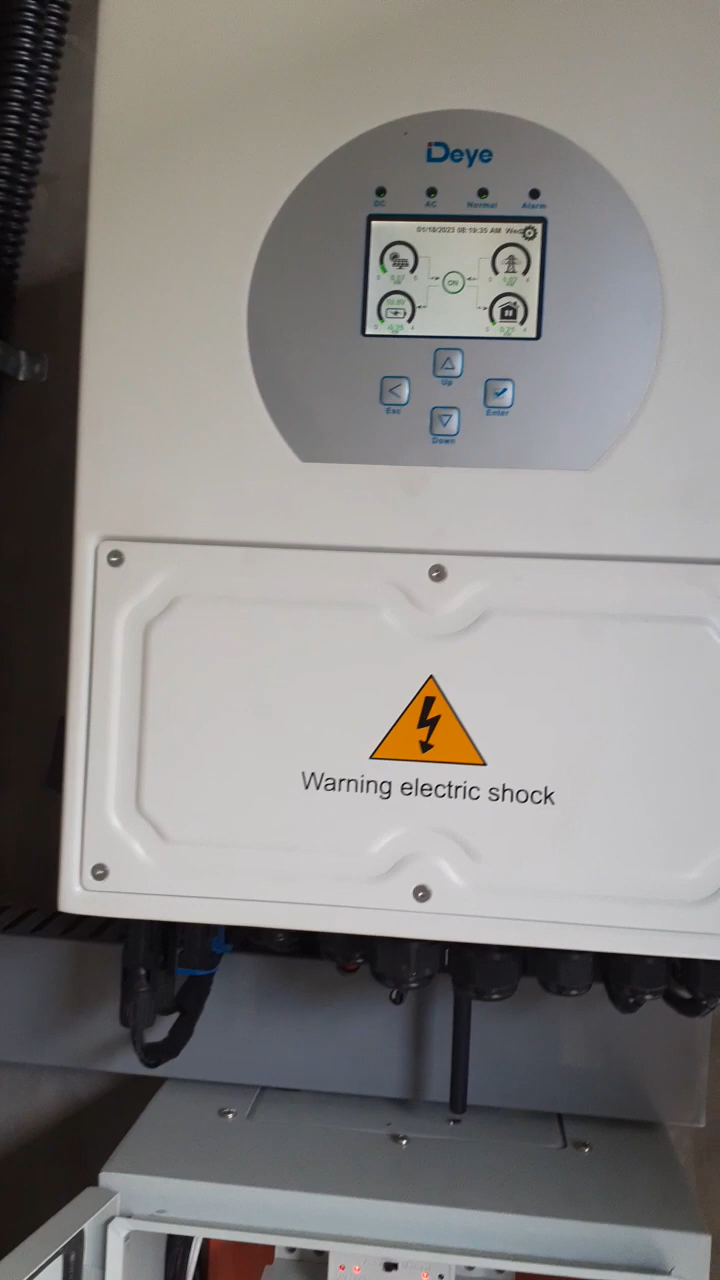 Deye
DC AC Normal Alarm
01/18/2023 08:19:35 AM Wed
ON
Up
Esc Enter
Down
Warning electric shock